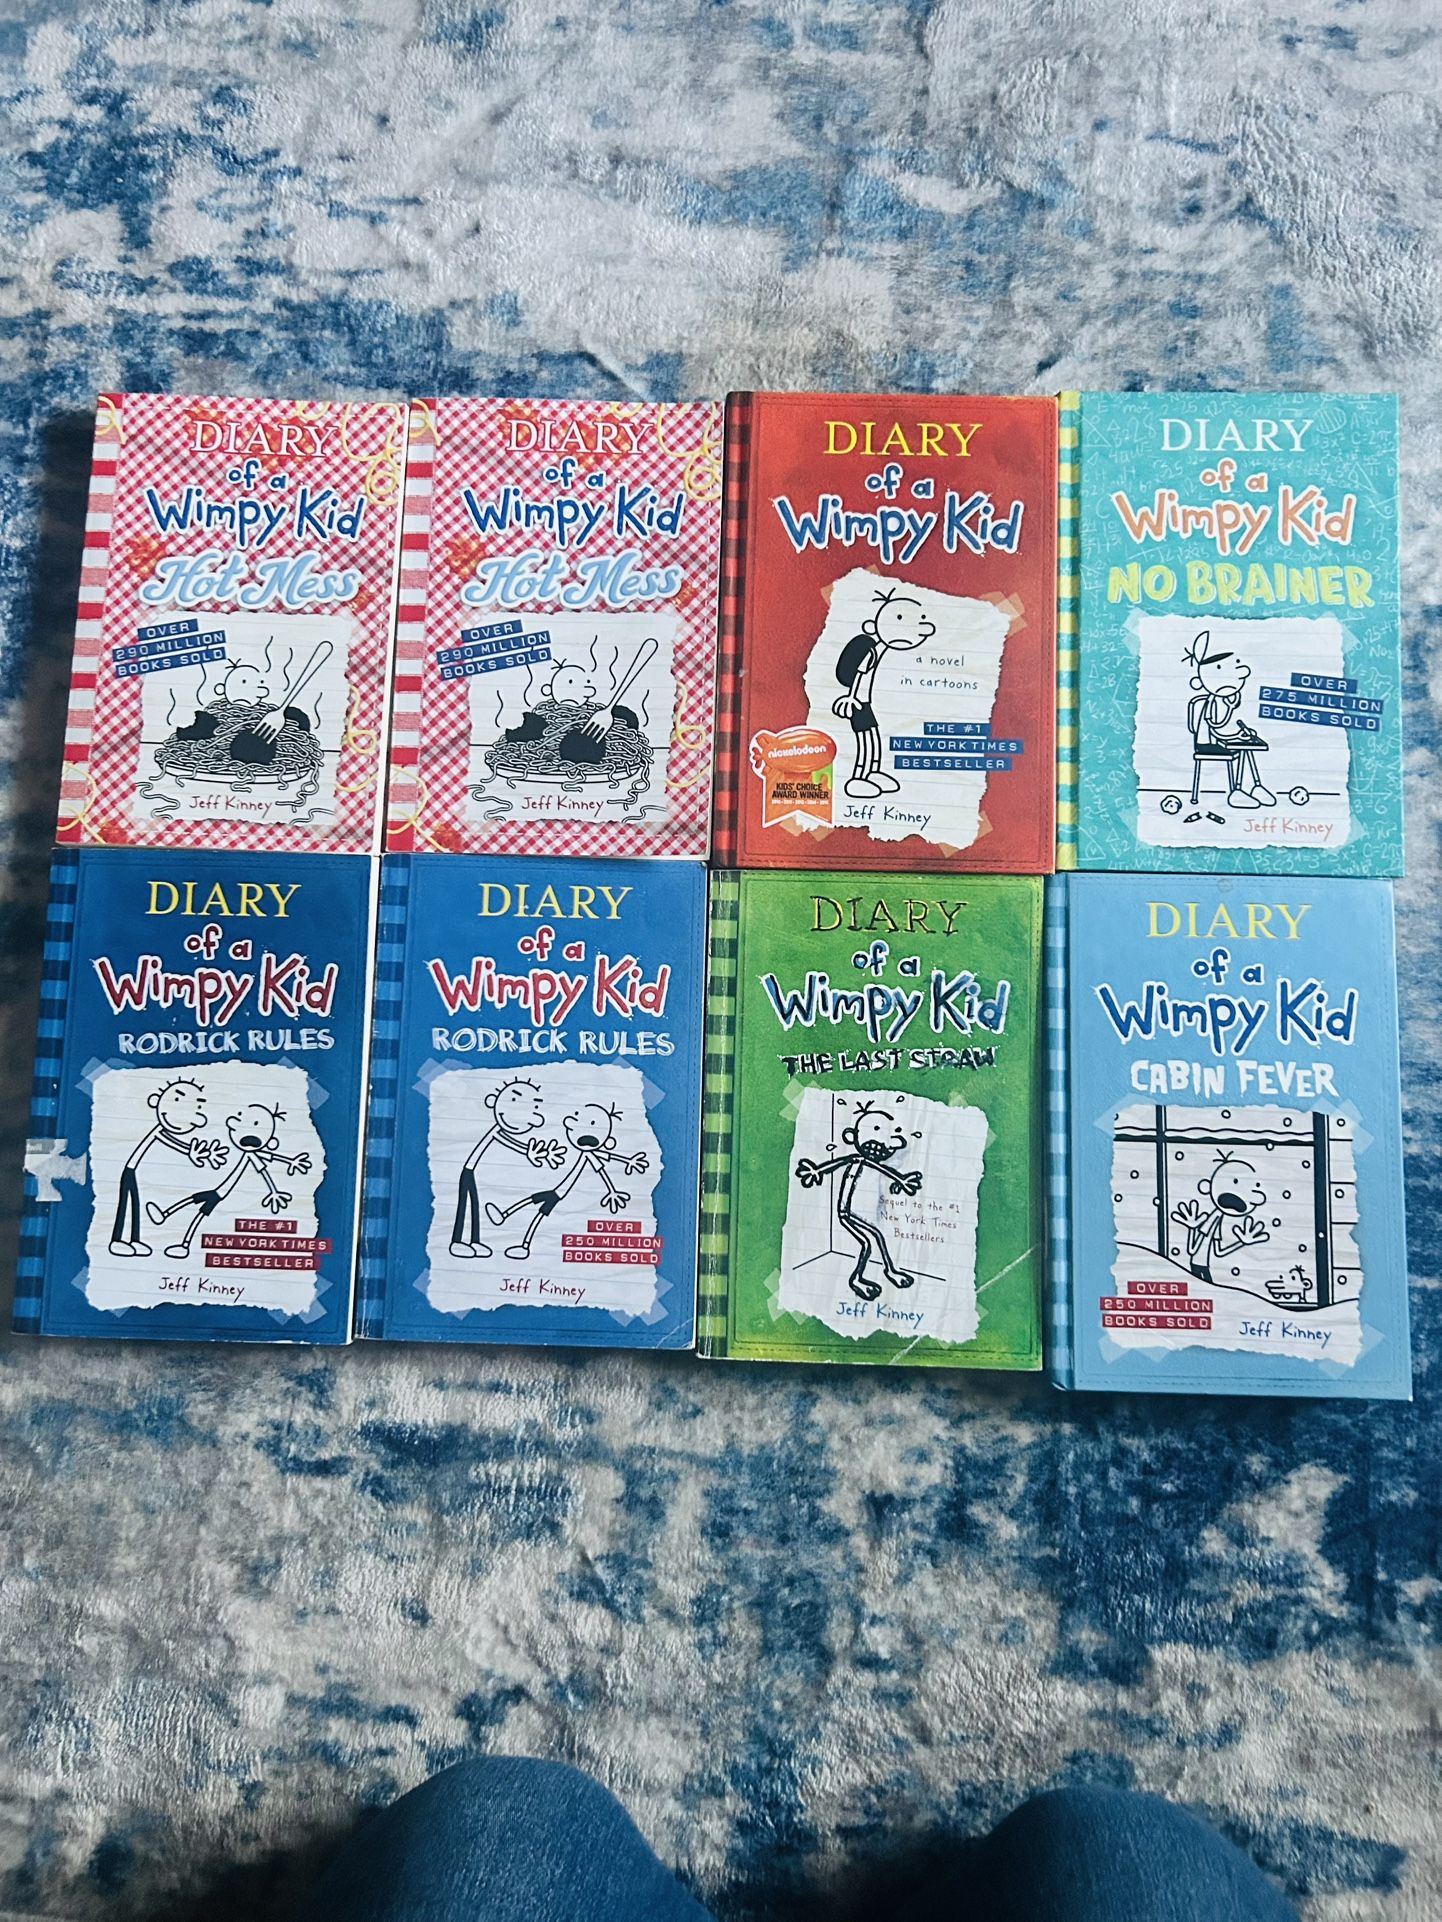 DIARY
of a
Wimpy Kid
Hot Mess
OVER
290 MILLION
BOOKS SOLD
Jeff Kinney
DIARY
of a
Wimpy Kid
Hot Mess
OVER
290 MILLION
BOOKS SOLD
Jeff Kinney
DIARY
of a
Wimpy Kid
a novel
in cartoons
THE #1
NEW YORK TIMES
BESTSELLER
nickelodeon
KIDS' CHOICE
AWARD WINNER
Jeff Kinney
DIARY
of a
Wimpy Kid
NO BRAINER
OVER
275 MILLION
BOOKS SOLD
Jeff Kinney
DIARY
of a
Wimpy Kid
RODRICK RULES
THE #1
NEW YORK TIMES
BESTSELLER
Jeff Kinney
DIARY
of a
Wimpy Kid
RODRICK RULES
OVER
250 MILLION
BOOKS SOLD
Jeff Kinney
DIARY
of a
Wimpy Kid
THE LAST STRAW
Sequel to the #1
New York Times
Bestsellers
Jeff Kinney
DIARY
of a
Wimpy Kid
CABIN FEVER
OVER
250 MILLION
BOOKS SOLD
Jeff Kinney